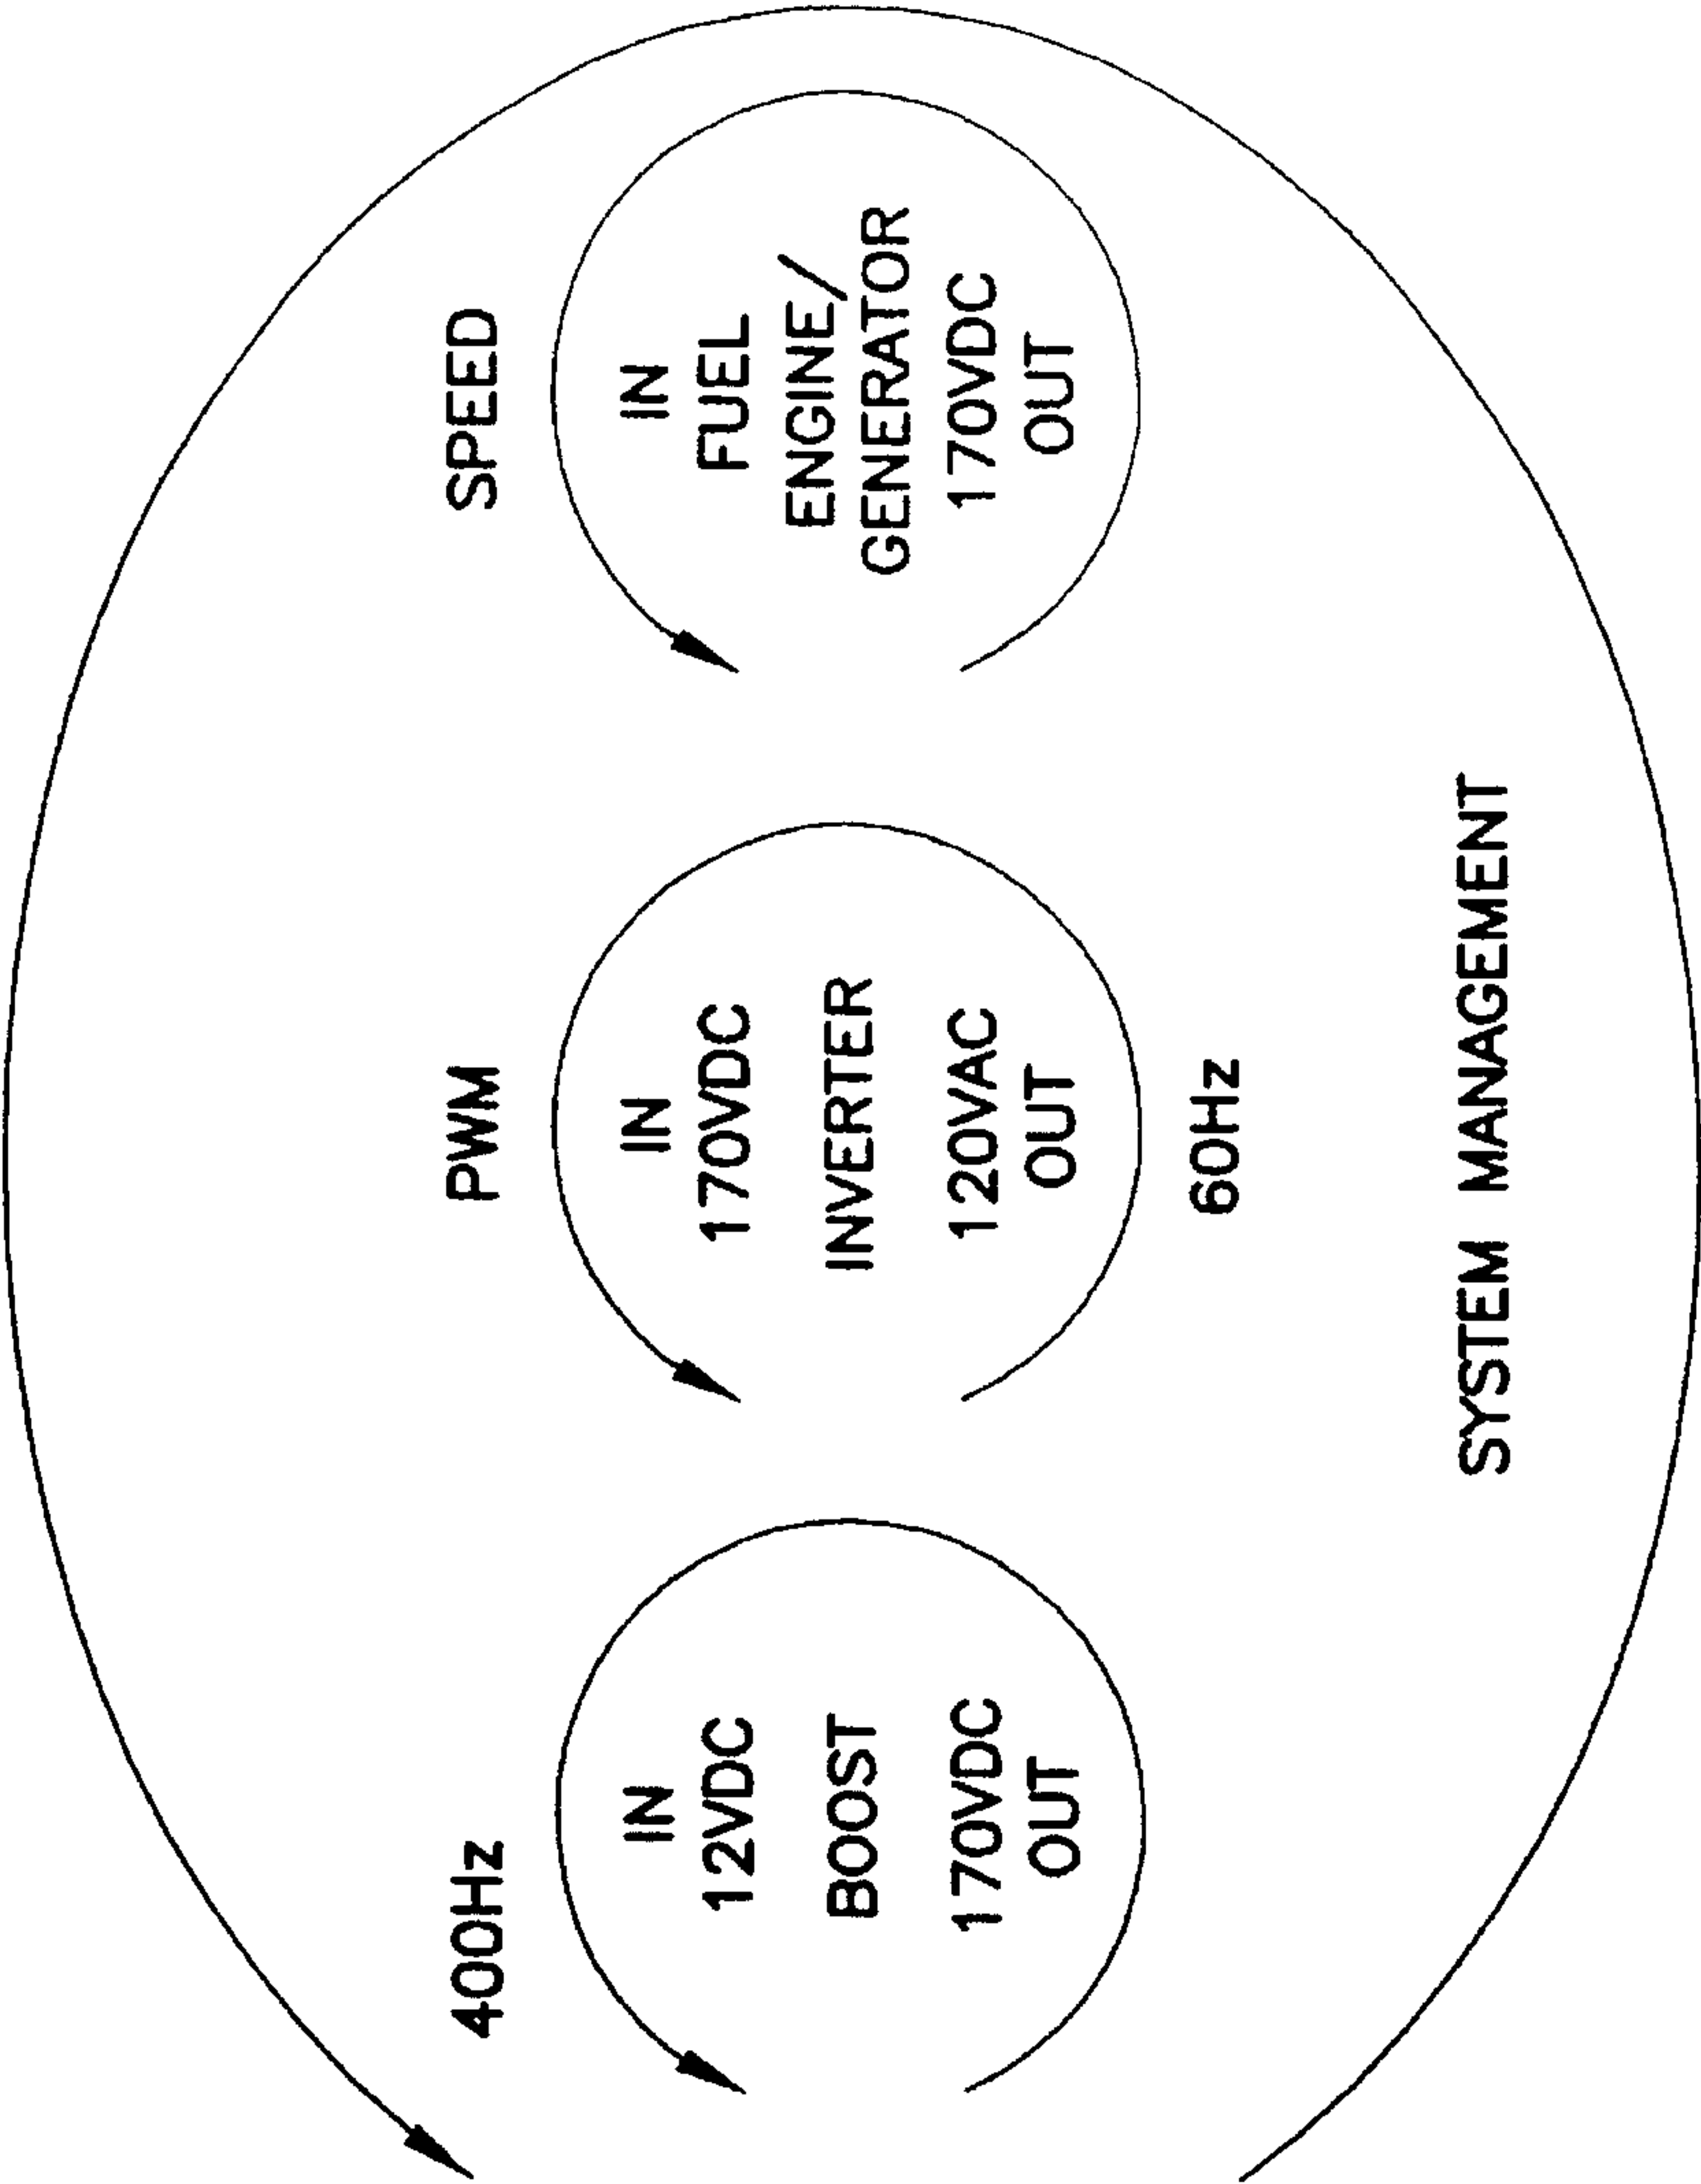 400Hz
IN
12VDC
BOOST
170VDC
OUT
PWM
IN
170VDC
INVERTER
120VAC
OUT
60Hz
SPEED
IN
FUEL
ENGINE/
GENERATOR
170VDC
OUT
SYSTEM MANAGEMENT